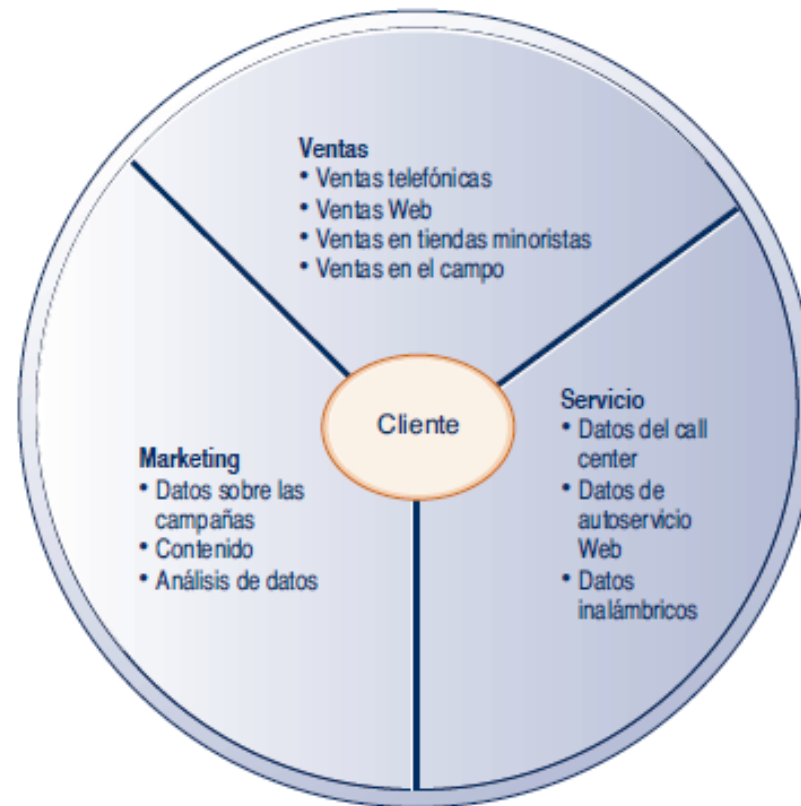 Ventas
• Ventas telefónicas
• Ventas Web
• Ventas en tiendas minoristas
• Ventas en el campo
Cliente
Servicio
• Datos del call
center
• Datos de
autoservicio
Web
• Datos
inalámbricos
Marketing
• Datos sobre las
campañas
• Contenido
• Análisis de datos